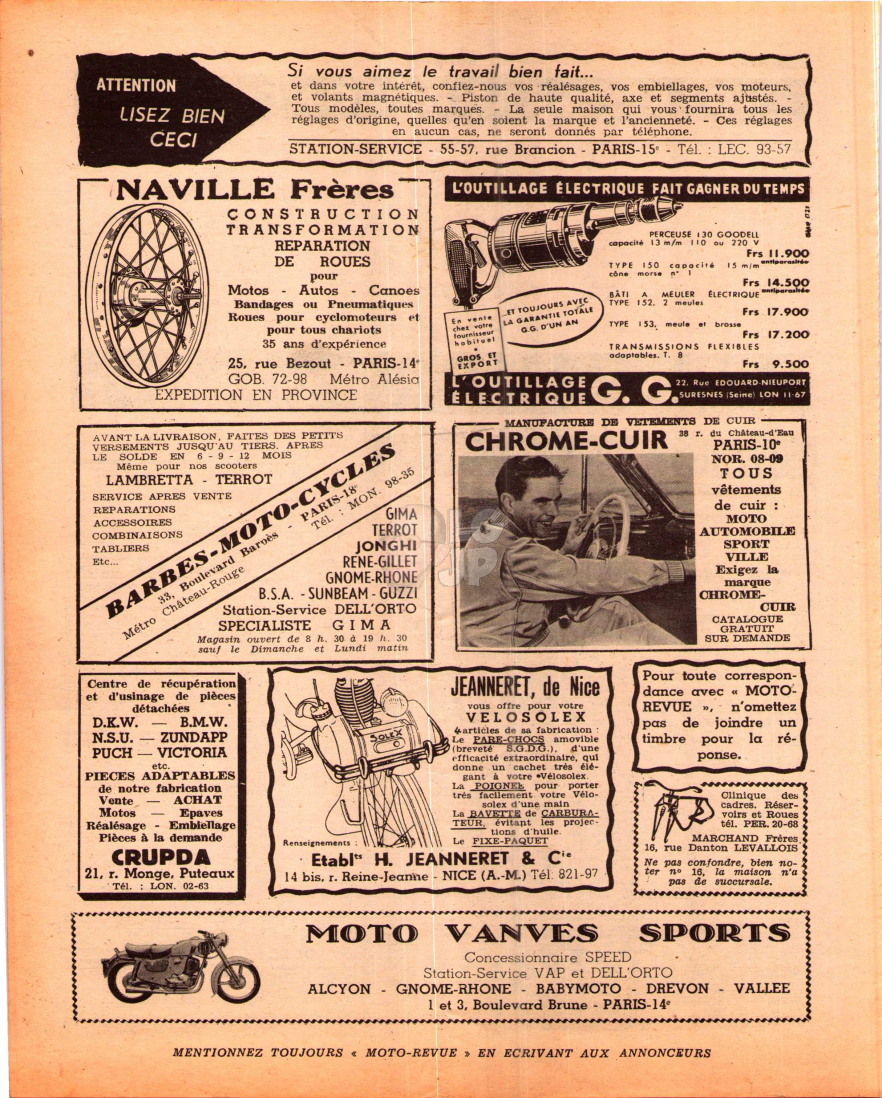 ATTENTION
LISEZ BIEN
CECI
Si vous aimez le travail bien fait...
et dans votre intérêt, confiez-nous vos réalésages, vos embiellages, vos moteurs,
et volants magnétiques. - Piston de haute qualité, axe et segments ajustés. -
Tous modèles, toutes marques. - La seule maison qui vous fournira tous les
réglages d'origine, quelles qu'en soient la marque et l'ancienneté. - Ces réglages
en aucun cas, ne seront donnés par téléphone.
STATION-SERVICE - 55-57, rue Brancion - PARIS-15e - Tél. : LEC. 93-57
NAVILLE Frères
CONSTRUCTION
TRANSFORMATION
REPARATION
DE ROUES
pour
Motos - Autos - Canoes
Bandages ou Pneumatiques
Roues pour cyclomoteurs et
pour tous chariots
35 ans d'expérience
25, rue Bezout - PARIS-14e
GOB. 72-98 Métro Alésia
EXPEDITION EN PROVINCE
L'OUTILLAGE ÉLECTRIQUE FAIT GAGNER DU TEMPS
PERCEUSE 130 GOODELL
capacité 13 m/m 110 ou 220 V
Frs 11.900
antiparasitée
TYPE 150 capacité 15 m/m
cône morse n° 1
Frs 14.500
antiparasitée
BÂTI A MEULER ÉLECTRIQUE
TYPE 152, 2 meules
Frs 17.900
TYPE 153, meule et brosse
Frs 17.200
TRANSMISSIONS FLEXIBLES
adaptables. T. 8
Frs 9.500
En vente
chez votre
fournisseur
habituel
GROS ET
EXPORT
...ET TOUJOURS AVEC
LA GARANTIE TOTALE
G.G. D'UN AN
L'OUTILLAGE
ÉLECTRIQUE
G. G.
22, Rue EDOUARD-NIEUPORT
SURESNES (Seine) LON 11-67
AVANT LA LIVRAISON, FAITES DES PETITS
VERSEMENTS JUSQU'AU TIERS. APRES
LE SOLDE EN 6 - 9 - 12 MOIS
Même pour nos scooters
LAMBRETTA - TERROT
SERVICE APRES VENTE
REPARATIONS
ACCESSOIRES
COMBINAISONS
TABLIERS
Etc...
BARBES-MOTO-CYCLES
33, Boulevard Barbès - PARIS-18e
Métro Château-Rouge Tél. : MON. 98-35
GIMA
TERROT
JONGHI
RENE-GILLET
GNOME-RHONE
B.S.A. - SUNBEAM - GUZZI
Station-Service DELL'ORTO
SPECIALISTE GIMA
Magasin ouvert de 8 h. 30 à 19 h. 30
sauf le Dimanche et Lundi matin
MANUFACTURE DE VETEMENTS DE CUIR
CHROME-CUIR
38 r. du Château-d'Eau
PARIS-10e
NOR. 08-09
TOUS
vêtements
de cuir :
MOTO
AUTOMOBILE
SPORT
VILLE
Exigez la
marque
CHROME-
CUIR
CATALOGUE
GRATUIT
SUR DEMANDE
Centre de récupération
et d'usinage de pièces
détachées
D.K.W. — B.M.W.
N.S.U. — ZUNDAPP
PUCH — VICTORIA
etc.
PIECES ADAPTABLES
de notre fabrication
Vente — ACHAT
Motos — Epaves
Réalésage - Embiellage
Pièces à la demande
CRUPDA
21, r. Monge, Puteaux
Tél. : LON. 02-63
SOLEX
JEANNERET, de Nice
vous offre pour votre
VELOSOLEX
4 articles de sa fabrication :
Le PARE-CHOCS amovible
(breveté S.G.D.G.), d'une
efficacité extraordinaire, qui
donne un cachet très élé-
gant à votre Vélosolex.
La POIGNEE pour porter
très facilement votre Vélo-
solex d'une main
La BAVETTE de CARBURA-
TEUR, évitant les projec-
tions d'huile.
Le FIXE-PAQUET
Renseignements :
Etablts H. JEANNERET & Cie
14 bis, r. Reine-Jeanne - NICE (A.-M.) Tél. 821-97
Pour toute correspon-
dance avec « MOTO-
REVUE », n'omettez
pas de joindre un
timbre pour la ré-
ponse.
Clinique des
cadres. Réser-
voirs et Roues
tél. PER. 20-68
MARCHAND Frères
16, rue Danton LEVALLOIS
Ne pas confondre, bien no-
ter n° 16, la maison n'a
pas de succursale.
MOTO VANVES SPORTS
Concessionnaire SPEED
Station-Service VAP et DELL'ORTO
ALCYON - GNOME-RHONE - BABYMOTO - DREVON - VALLEE
1 et 3, Boulevard Brune - PARIS-14e
MENTIONNEZ TOUJOURS « MOTO-REVUE » EN ECRIVANT AUX ANNONCEURS